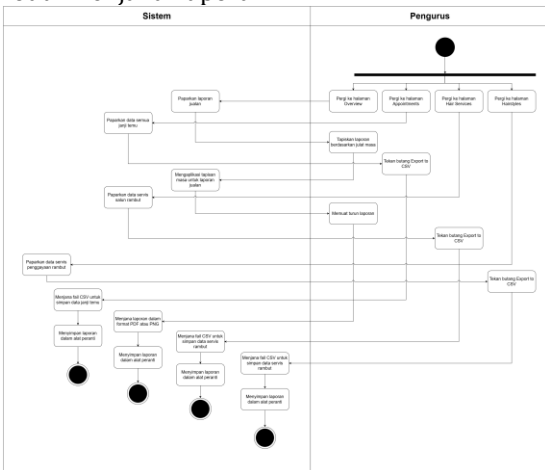 Sistem
Pengurus
Pergi ke halaman
Overview
Pergi ke halaman
Appointments
Pergi ke halaman
Hair Services
Pergi ke halaman
Hairstyles
Paparkan laporan
jualan
Paparkan data semua
janji temu
Tapiskan laporan
berdasarkan julat masa
Tekan butang Export to
CSV
Mengaplikasi tapisan
masa untuk laporan
jualan
Paparkan data servis
salun rambut
Memuat turun laporan
Tekan butang Export to
CSV
Paparkan data servis
penggayaan rambut
Tekan butang Export to
CSV
Menjana fail CSV untuk
simpan data janji temu
Menjana laporan dalam
format PDF atau PNG
Menjana fail CSV untuk
simpan data servis
rambut
Menjana fail CSV untuk
simpan data servis
rambut
Menyimpan laporan
dalam alat peranti
Menyimpan laporan
dalam alat peranti
Menyimpan laporan
dalam alat peranti
Menyimpan laporan
dalam alat peranti